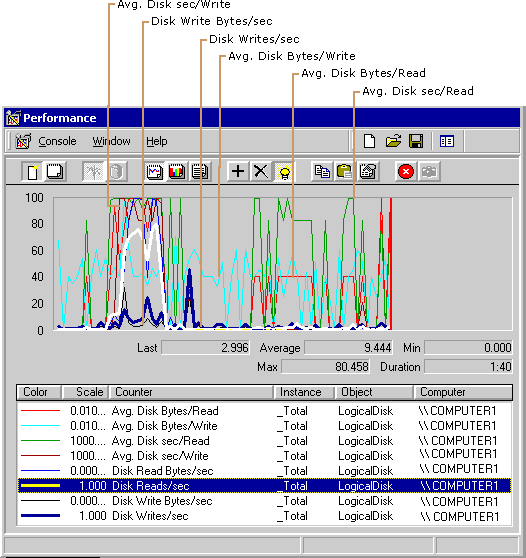 Avg. Disk sec/Write
Disk Write Bytes/sec
Disk Writes/sec
Avg. Disk Bytes/Write
Avg. Disk Bytes/Read
Avg. Disk sec/Read
Performance
Console Window Help
100
80
60
40
20
0
Last 2.996 Average 9.444 Min 0.000
Max 80.458 Duration 1:40
Color Scale Counter Instance Object Computer
0.010... Avg. Disk Bytes/Read _Total LogicalDisk \\COMPUTER1
0.010... Avg. Disk Bytes/Write _Total LogicalDisk \\COMPUTER1
1000.... Avg. Disk sec/Read _Total LogicalDisk \\COMPUTER1
1000.... Avg. Disk sec/Write _Total LogicalDisk \\COMPUTER1
0.000... Disk Read Bytes/sec _Total LogicalDisk \\COMPUTER1
1.000 Disk Reads/sec _Total LogicalDisk \\COMPUTER1
0.000... Disk Write Bytes/sec _Total LogicalDisk \\COMPUTER1
1.000 Disk Writes/sec _Total LogicalDisk \\COMPUTER1